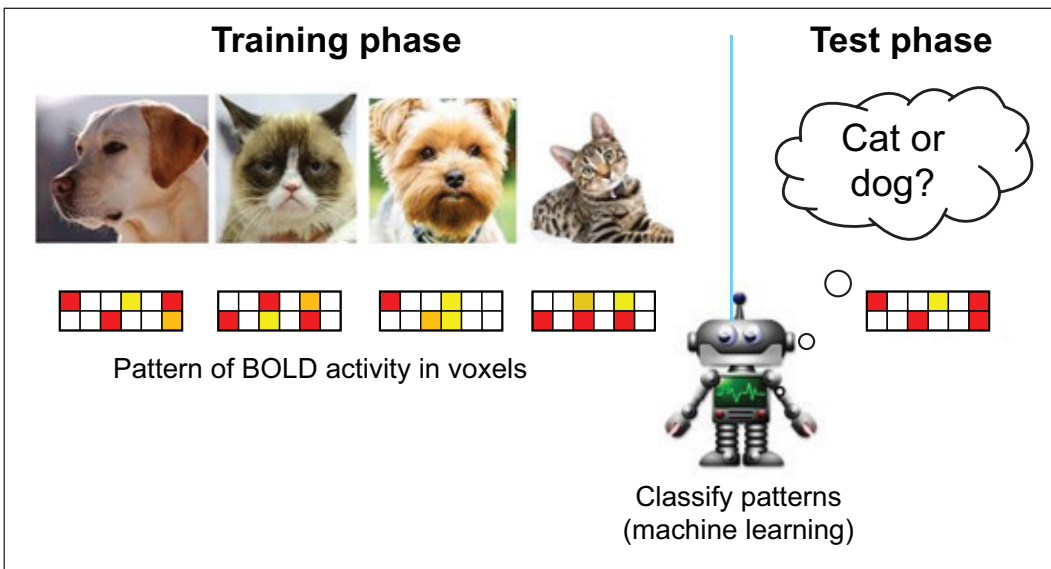 Training phase
Test phase
Cat or
dog?
Pattern of BOLD activity in voxels
Classify patterns
(machine learning)